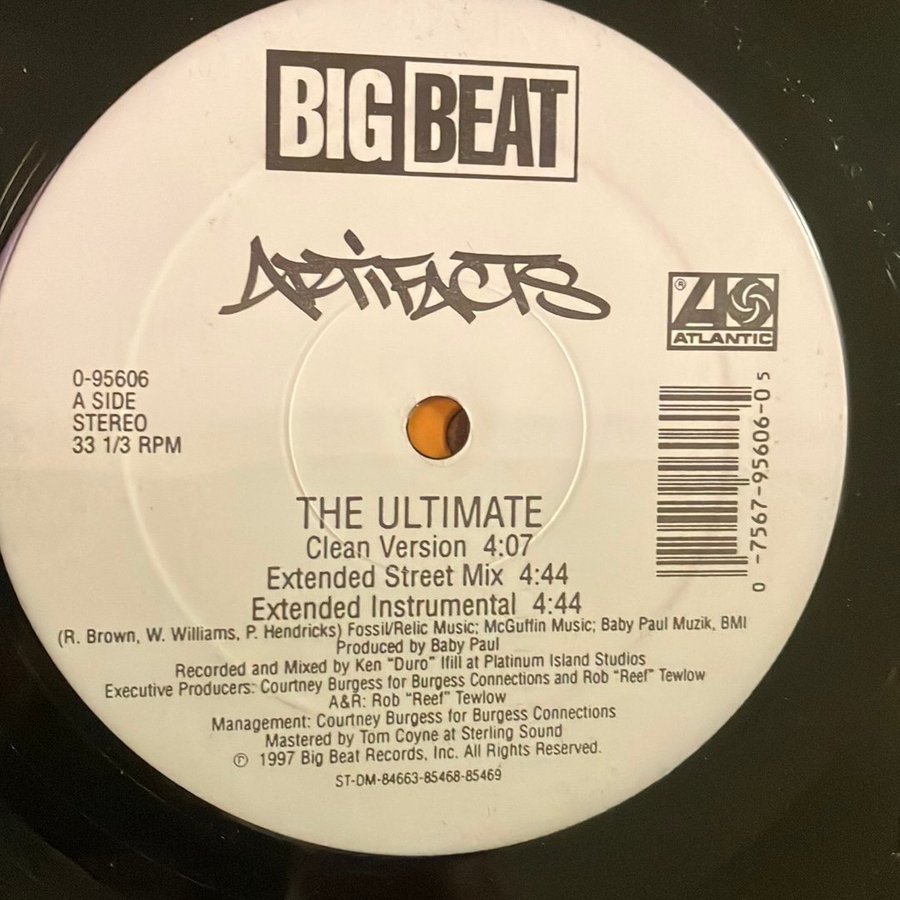 BIG BEAT
ARTIFACTS
® ATLANTIC
0-95606
A SIDE
STEREO
33 1/3 RPM
0 -7567-95606-0 5
THE ULTIMATE
Clean Version 4:07
Extended Street Mix 4:44
Extended Instrumental 4:44
(R. Brown, W. Williams, P. Hendricks) Fossil/Relic Music; McGuffin Music; Baby Paul Muzik, BMI
Produced by Baby Paul
Recorded and Mixed by Ken "Duro" Ifill at Platinum Island Studios
Executive Producers: Courtney Burgess for Burgess Connections and Rob "Reef" Tewlow
A&R: Rob "Reef" Tewlow
Management: Courtney Burgess for Burgess Connections
Mastered by Tom Coyne at Sterling Sound
℗ 1997 Big Beat Records, Inc. All Rights Reserved.
ST-DM-84663-85468-85469